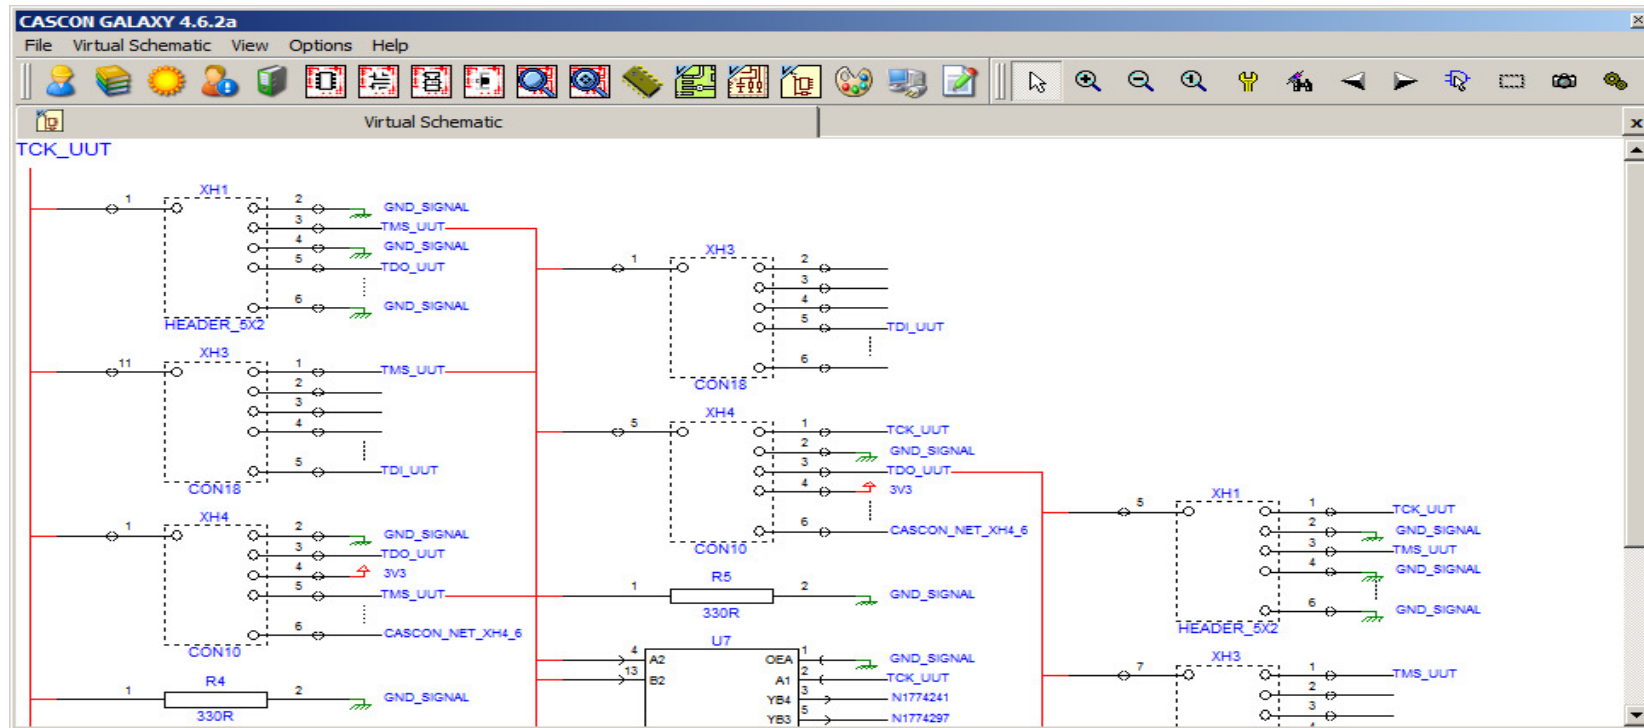 CASCON GALAXY 4.6.2a
File Virtual Schematic View Options Help
Virtual Schematic
TCK_UUT
XH1
1
2 GND_SIGNAL
3 TMS_UUT
4 GND_SIGNAL
5 TDO_UUT
6 GND_SIGNAL
HEADER_5X2
XH3
11
1 TMS_UUT
2
3
4
5 TDI_UUT
CON18
XH4
1
2 GND_SIGNAL
3 TDO_UUT
4 3V3
5 TMS_UUT
6 CASCON_NET_XH4_6
CON10
R4
1 2 GND_SIGNAL
330R
XH3
1
2
3
4
5 TDI_UUT
6
CON18
XH4
5
1 TCK_UUT
2 GND_SIGNAL
3 TDO_UUT
4 3V3
6 CASCON_NET_XH4_6
CON10
R5
1 2 GND_SIGNAL
330R
U7
4 A2 OEA 1 GND_SIGNAL
13 B2 A1 2 TCK_UUT
YB4 3 N1774241
YB3 5 N1774297
XH1
5
1 TCK_UUT
2 GND_SIGNAL
3 TMS_UUT
4 GND_SIGNAL
6 GND_SIGNAL
HEADER_5X2
XH3
7
1 TMS_UUT
2
3
4